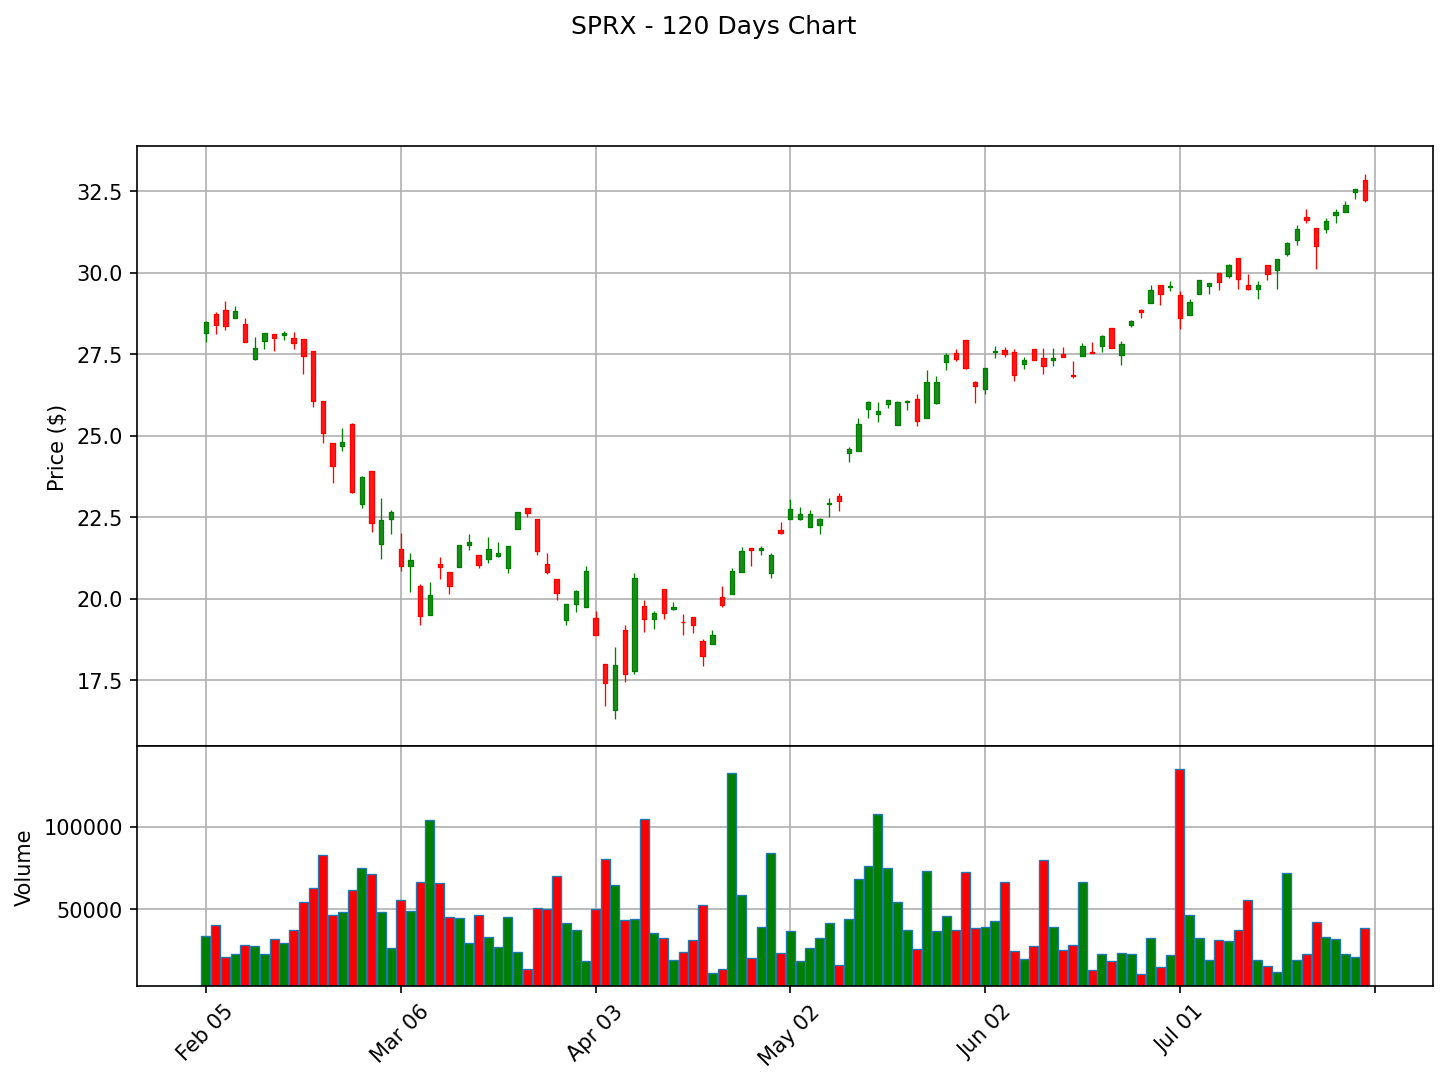 SPRX - 120 Days Chart
Price ($)
32.5
30.0
27.5
25.0
22.5
20.0
17.5
Volume
100000
50000
Feb 05
Mar 06
Apr 03
May 02
Jun 02
Jul 01